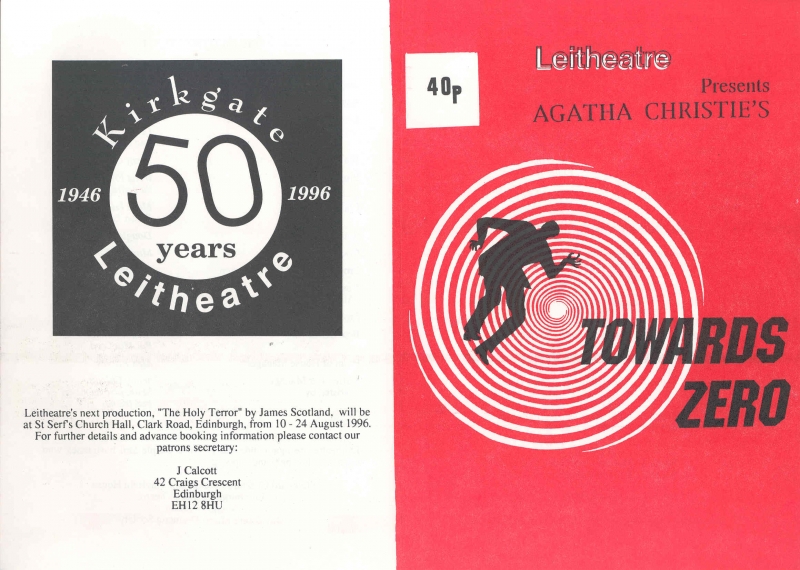 Kirkgate
1946
50
1996
years
Leitheatre
Leitheatre's next production, "The Holy Terror" by James Scotland, will be
at St Serf's Church Hall, Clark Road, Edinburgh, from 10 - 24 August 1996.
For further details and advance booking information please contact our
patrons secretary:
J Calcott
42 Craigs Crescent
Edinburgh
EH12 8HU
40p
Leitheatre
Presents
AGATHA CHRISTIE'S
TOWARDS
ZERO